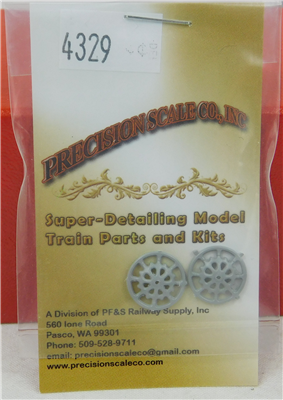 4329
PRECISION SCALE CO., INC
Super-Detailing Model
Train Parts and Kits
A Division of PF&S Railway Supply, Inc
560 Ione Road
Pasco, WA 99301
Phone: 509-528-9711
email: precisionscaleco@gmail.com
www.precisionscaleco.com